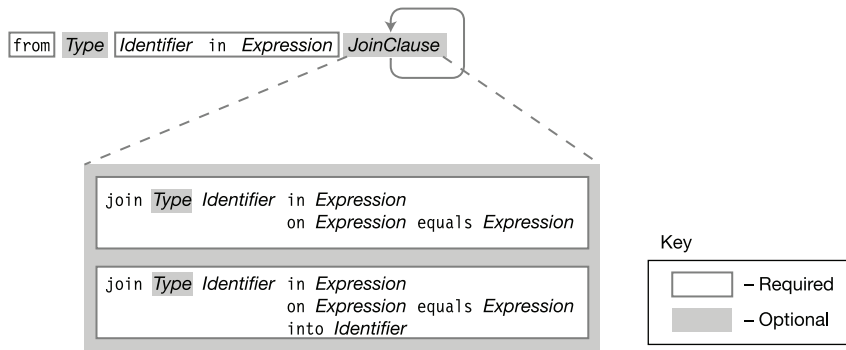 from Type Identifier in Expression JoinClause
join Type Identifier in Expression
on Expression equals Expression
join Type Identifier in Expression
on Expression equals Expression
into Identifier
Key
– Required
– Optional